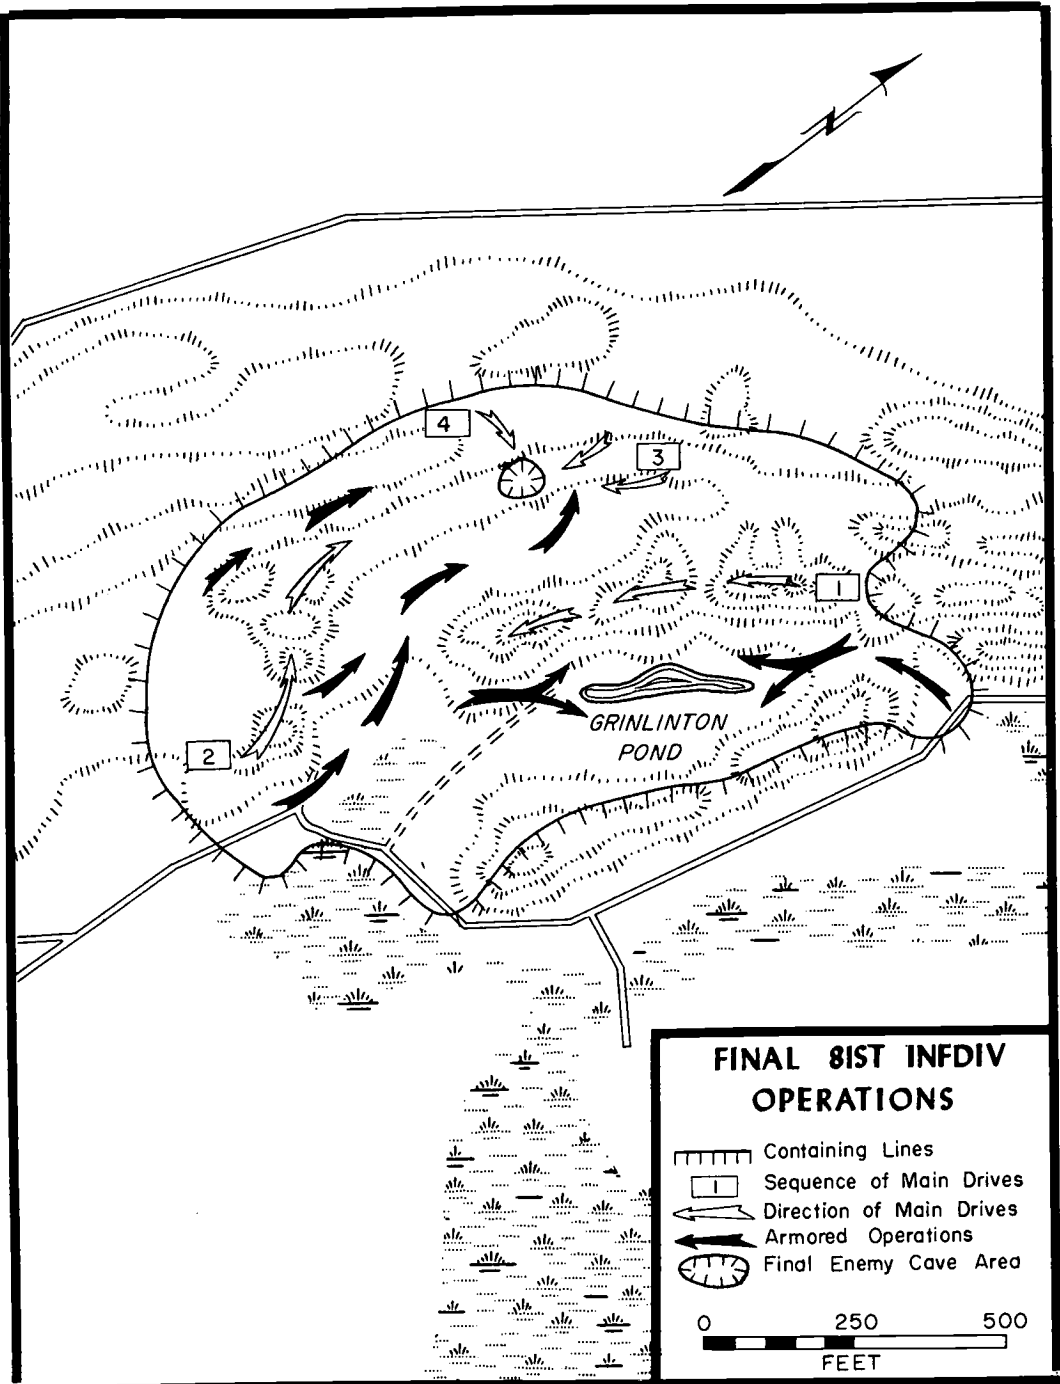 N
4
3
1
2
GRINLINTON
POND
FINAL 81ST INFDIV
OPERATIONS
Containing Lines
1 Sequence of Main Drives
Direction of Main Drives
Armored Operations
Final Enemy Cave Area
0 250 500
FEET